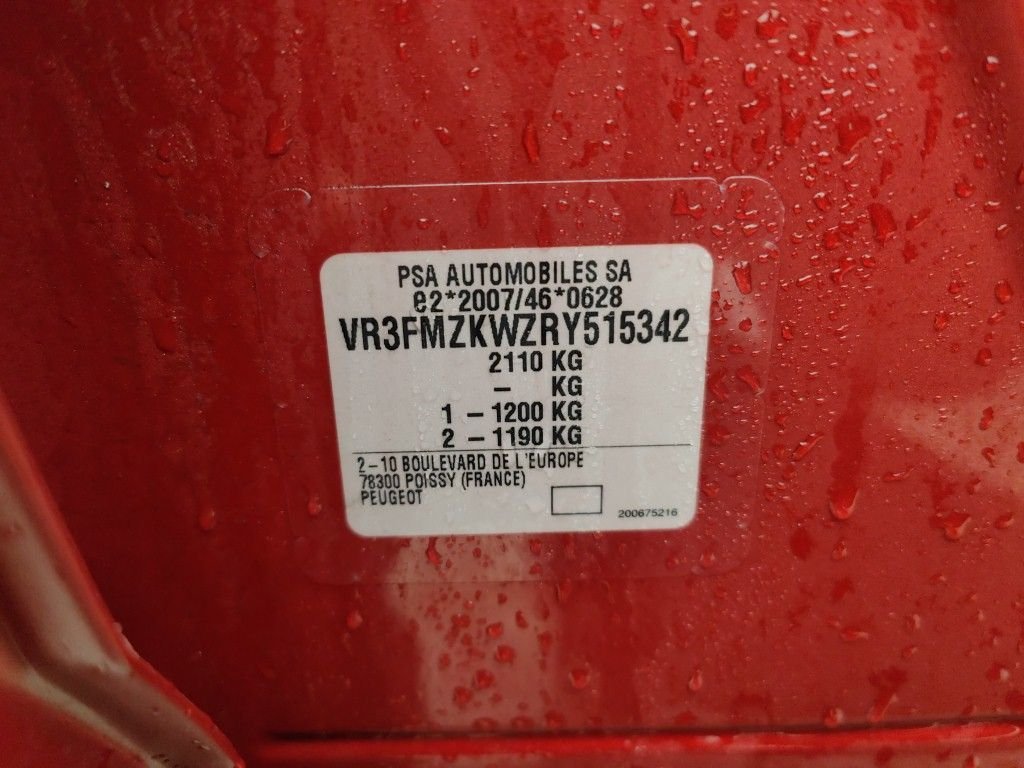 PSA AUTOMOBILES SA
e2*2007/46*0628
VR3FMZKWZRY515342
2110 KG
– KG
1 – 1200 KG
2 – 1190 KG
2–10 BOULEVARD DE L'EUROPE
78300 POISSY (FRANCE)
PEUGEOT
200675216